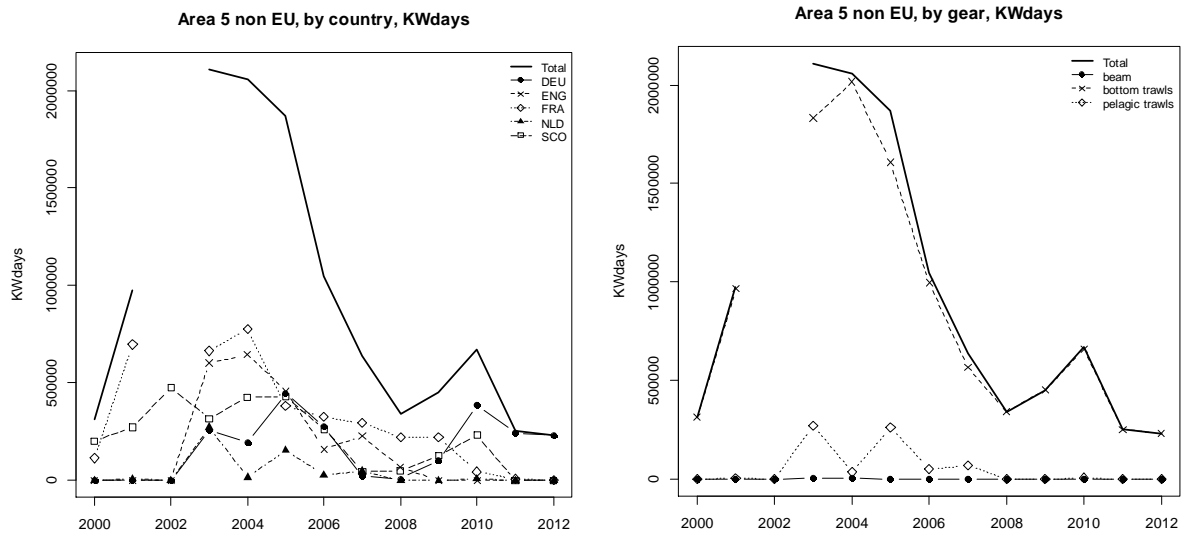 Area 5 non EU, by country, KWdays
Total
DEU
ENG
FRA
NLD
SCO
KWdays
0
500000
1000000
1500000
2000000
2000 2002 2004 2006 2008 2010 2012
Area 5 non EU, by gear, KWdays
Total
beam
bottom trawls
pelagic trawls
KWdays
0
500000
1000000
1500000
2000000
2000 2002 2004 2006 2008 2010 2012